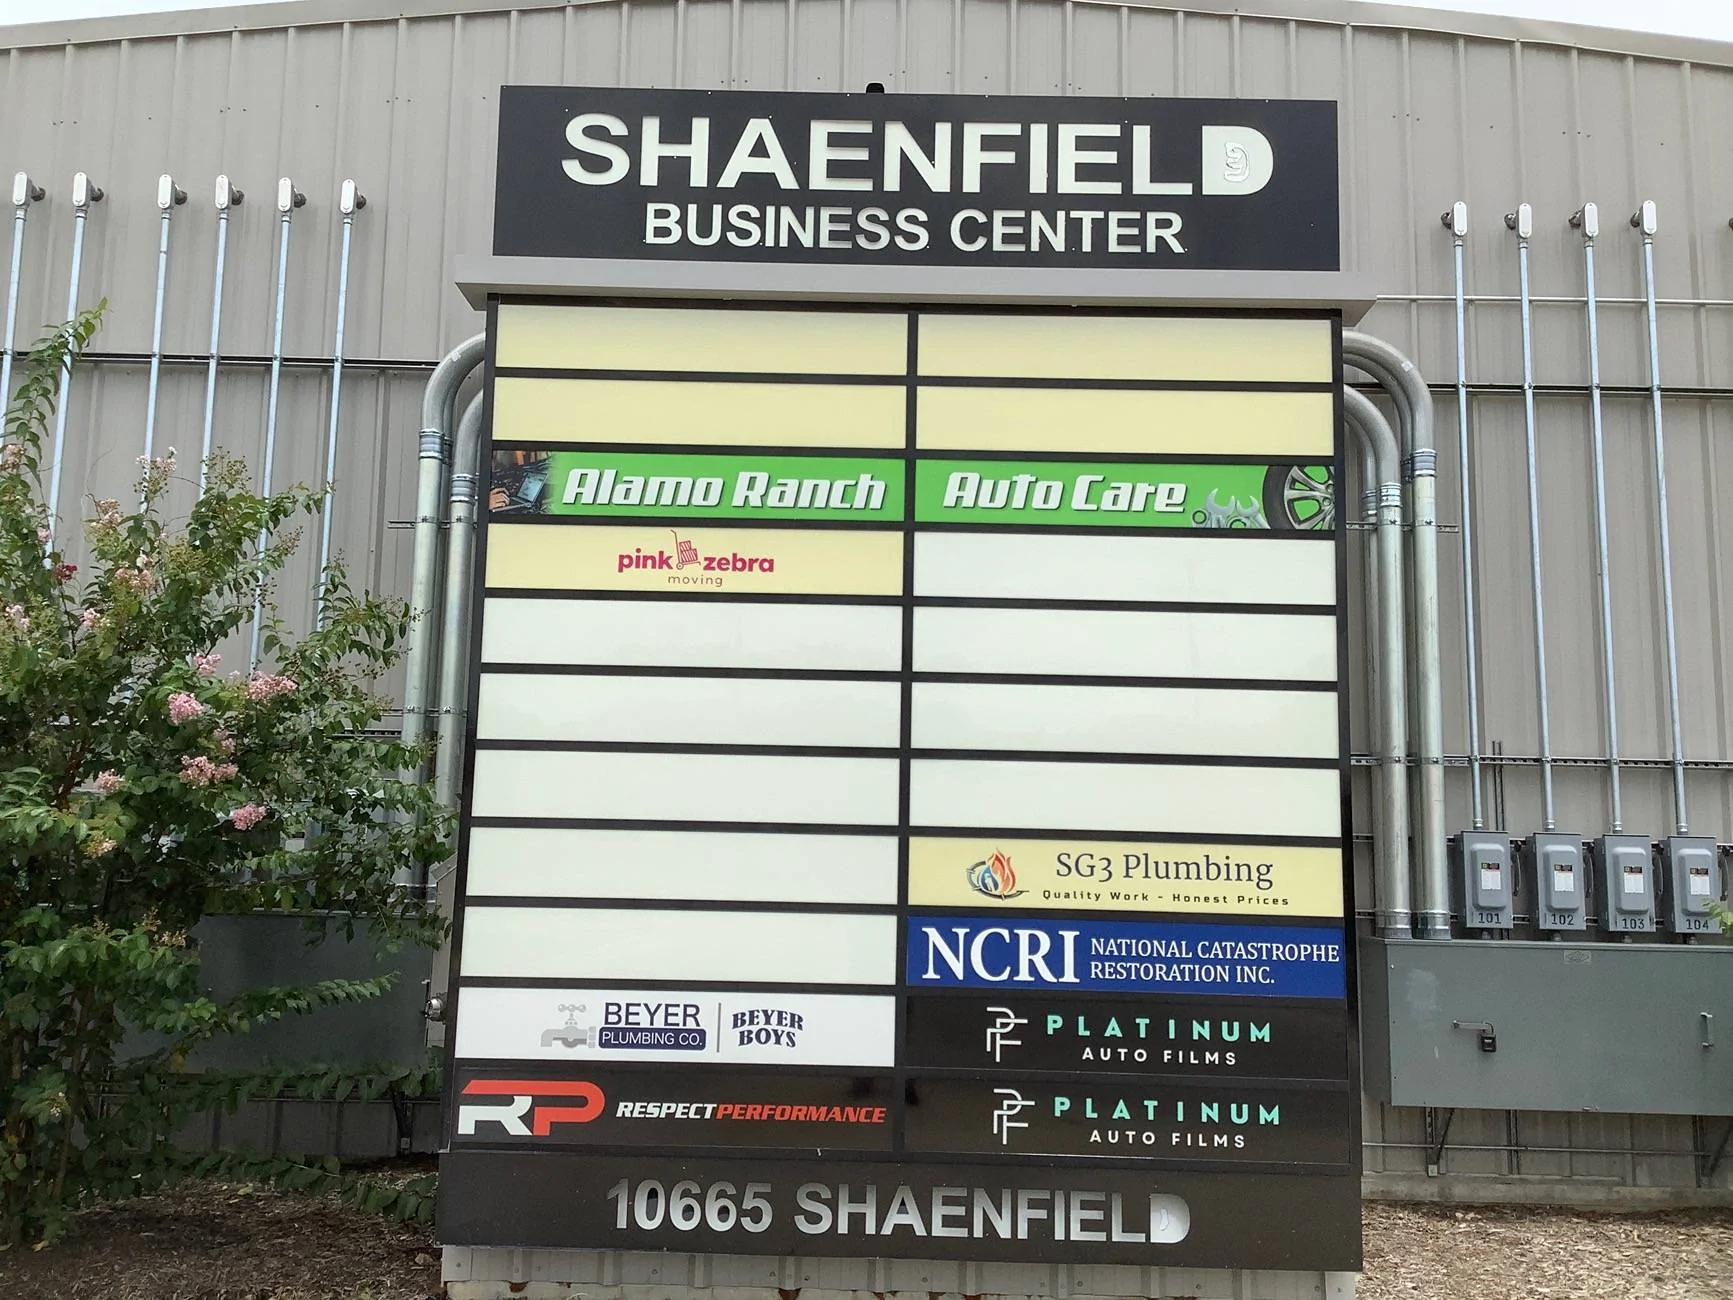 SHAENFIELD
BUSINESS CENTER
Alamo Ranch Auto Care
pink zebra
moving
SG3 Plumbing
Quality Work - Honest Prices
NCRI NATIONAL CATASTROPHE
RESTORATION INC.
BEYER
PLUMBING CO.
BEYER
BOYS
PF PLATINUM
AUTO FILMS
RP RESPECTPERFORMANCE
PF PLATINUM
AUTO FILMS
10665 SHAENFIELD
101
102
103
104